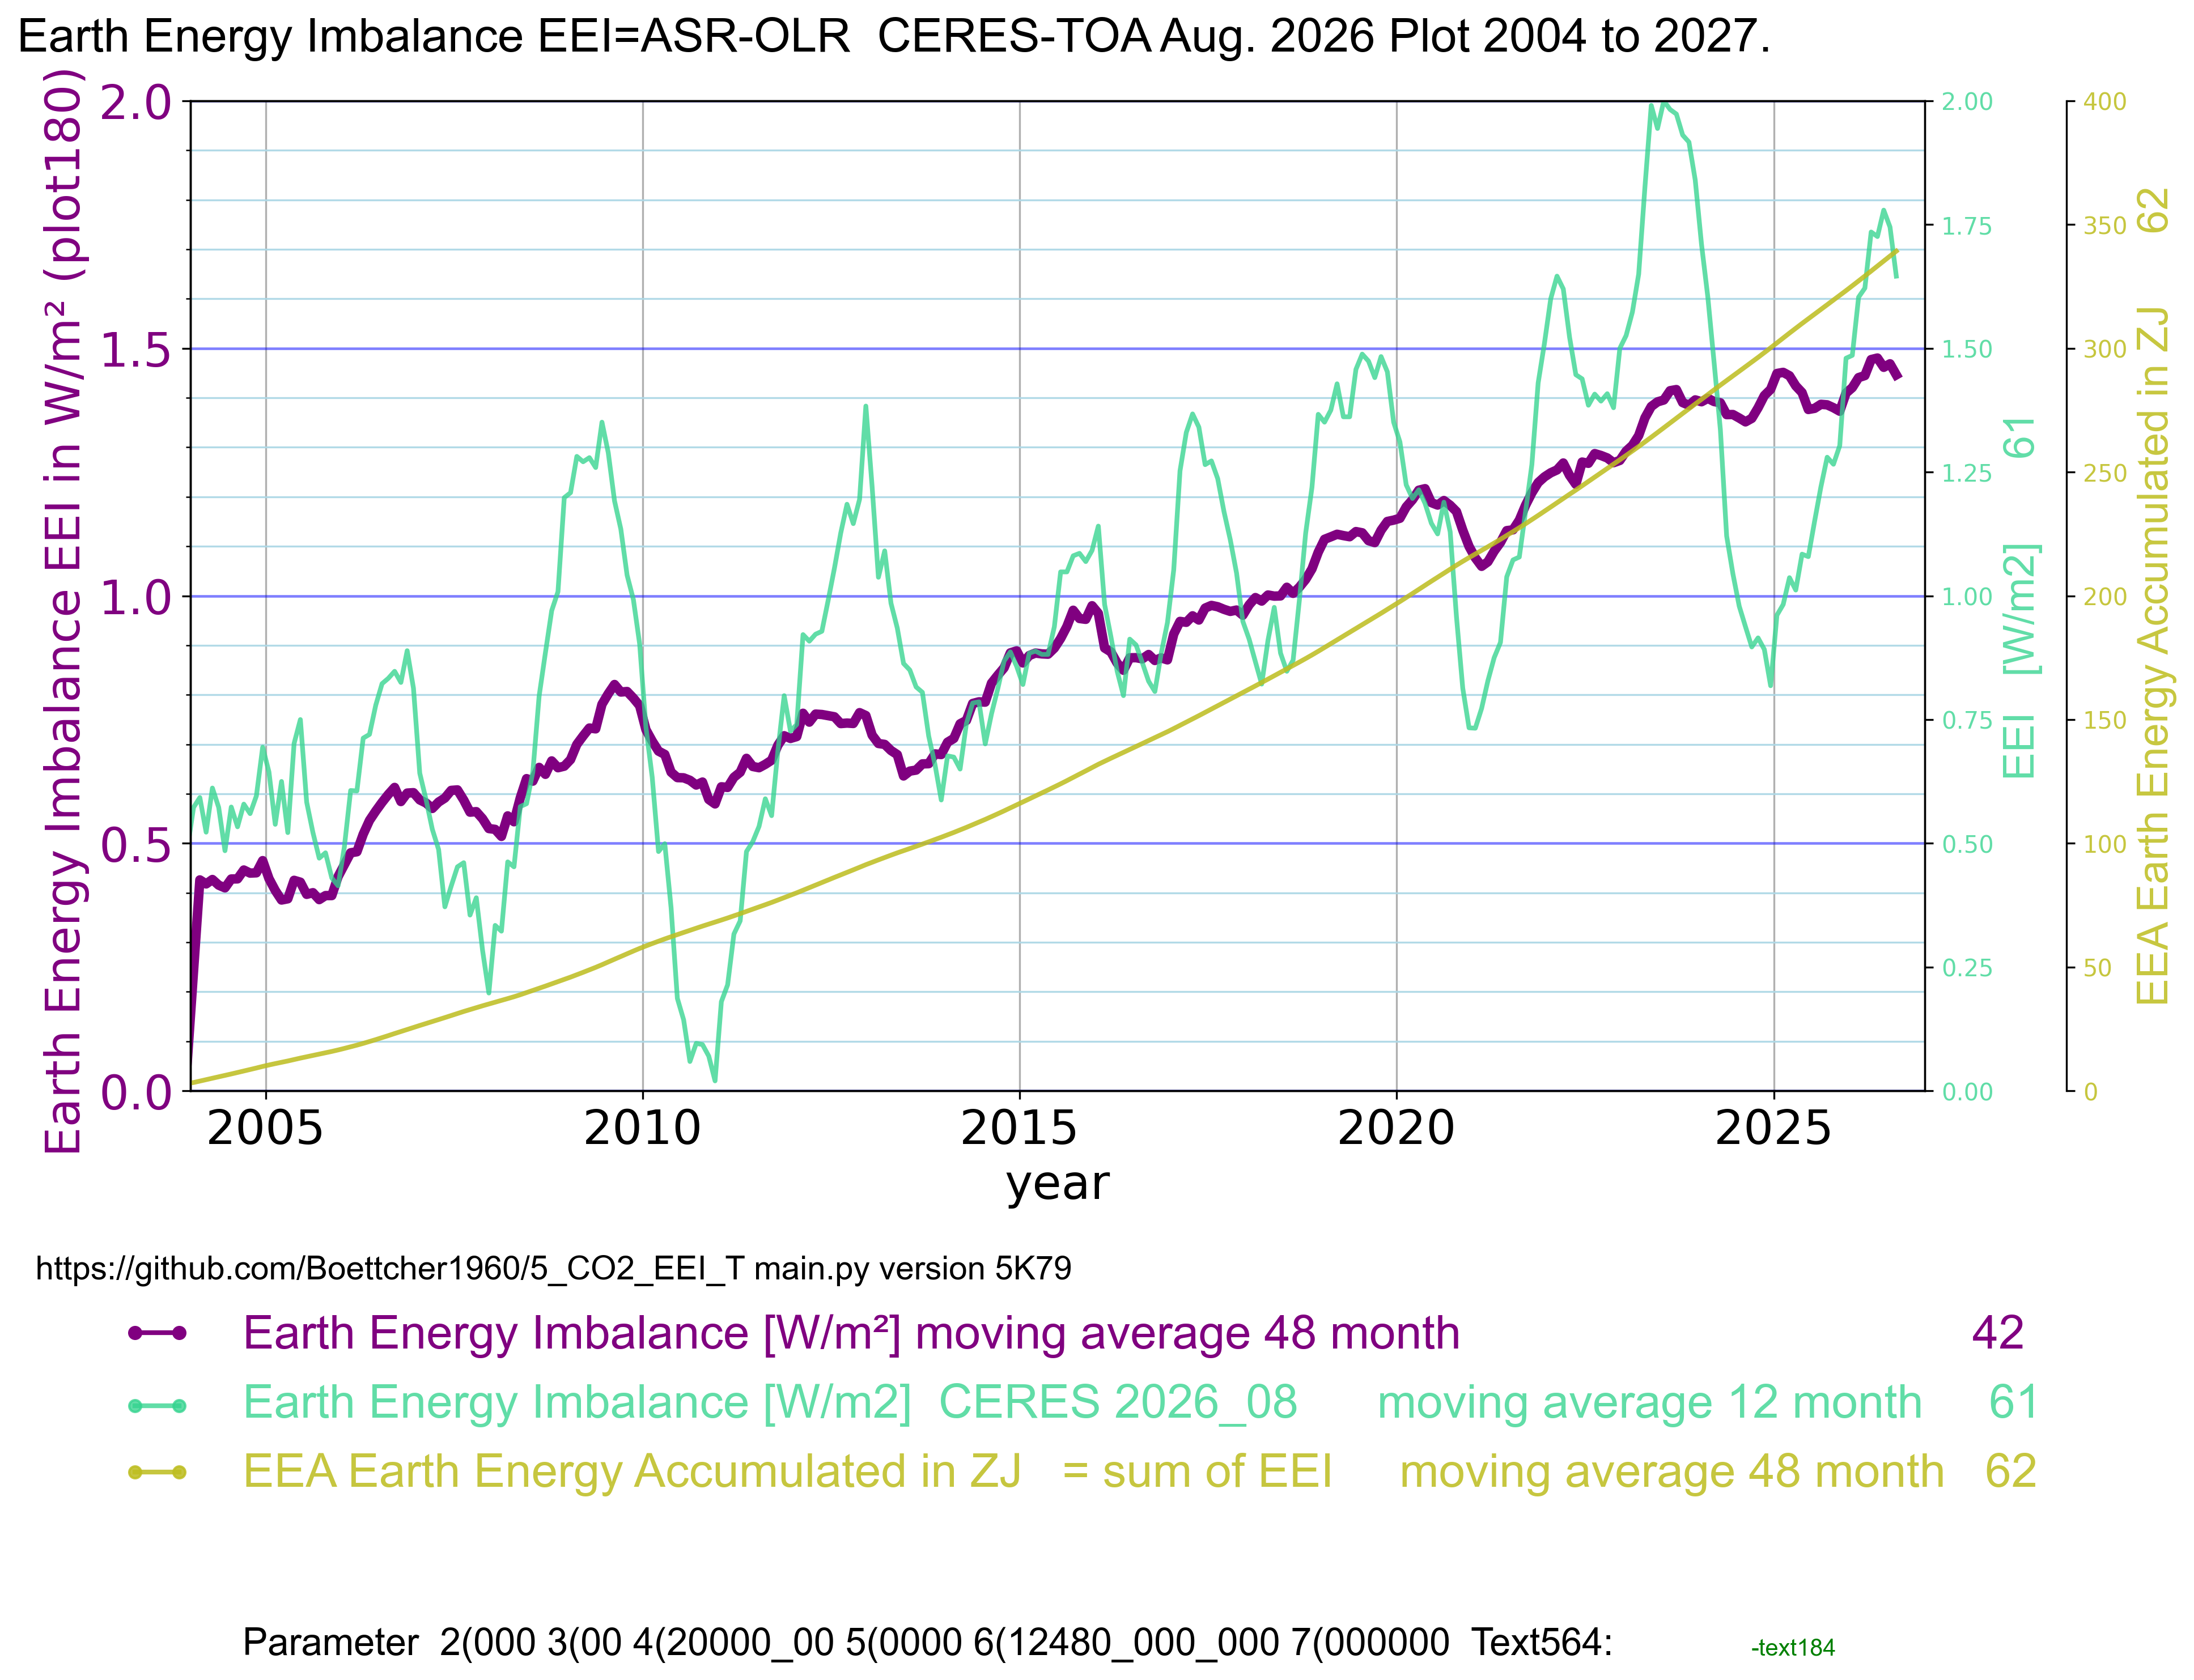 Earth Energy Imbalance EEI=ASR-OLR  CERES-TOA Aug. 2026 Plot 2004 to 2027.
Earth Energy Imbalance EEI in W/m² (plot180)
2.0
1.5
1.0
0.5
0.0
2005 2010 2015 2020 2025
year
2.00
1.75
1.50
1.25
1.00
0.75
0.50
0.25
0.00
EEI [W/m2] 61
400
350
300
250
200
150
100
50
0
EEA Earth Energy Accumulated in ZJ 62
https://github.com/Boettcher1960/5_CO2_EEI_T main.py version 5K79
Earth Energy Imbalance [W/m²] moving average 48 month 42
Earth Energy Imbalance [W/m2] CERES 2026_08 moving average 12 month 61
EEA Earth Energy Accumulated in ZJ = sum of EEI moving average 48 month 62
Parameter 2(000 3(00 4(20000_00 5(0000 6(12480_000_000 7(000000 Text564: -text184